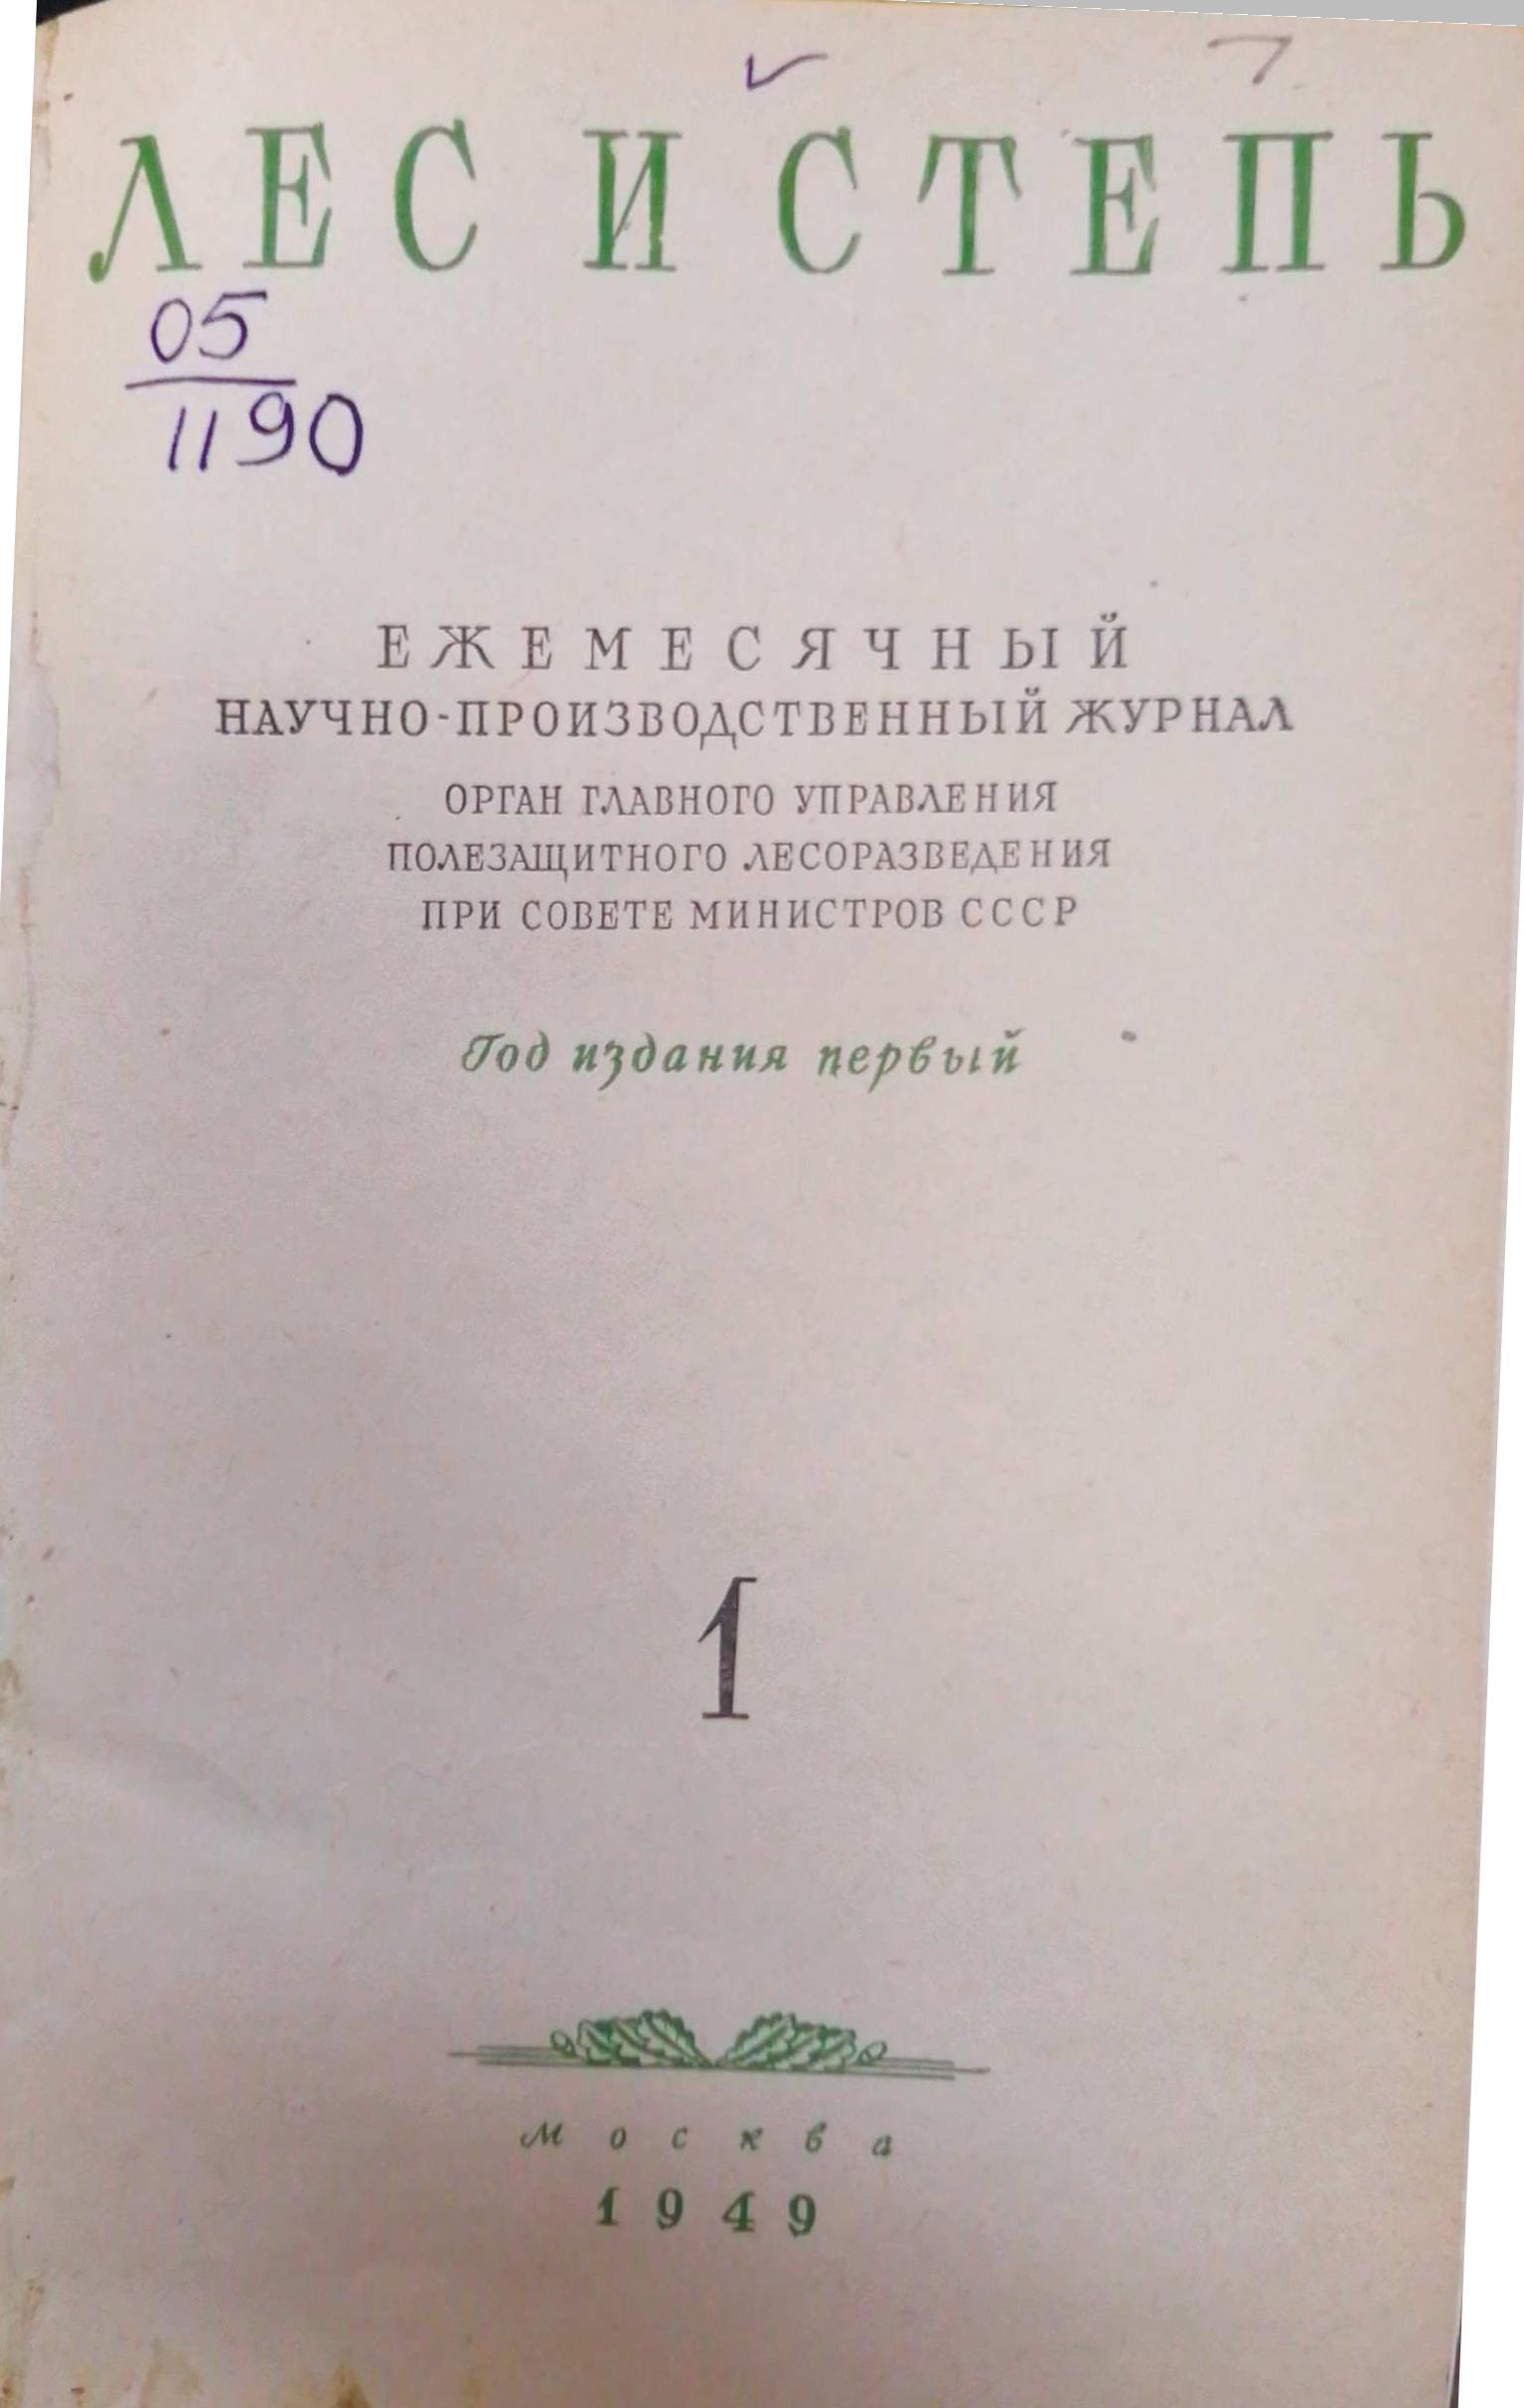 ЛЕС И СТЕПЬ
05
1190
ЕЖЕМЕСЯЧНЫЙ
НАУЧНО-ПРОИЗВОДСТВЕННЫЙ ЖУРНАЛ
ОРГАН ГЛАВНОГО УПРАВЛЕНИЯ
ПОЛЕЗАЩИТНОГО ЛЕСОРАЗВЕДЕНИЯ
ПРИ СОВЕТЕ МИНИСТРОВ СССР
Год издания первый
1
Москва
1949